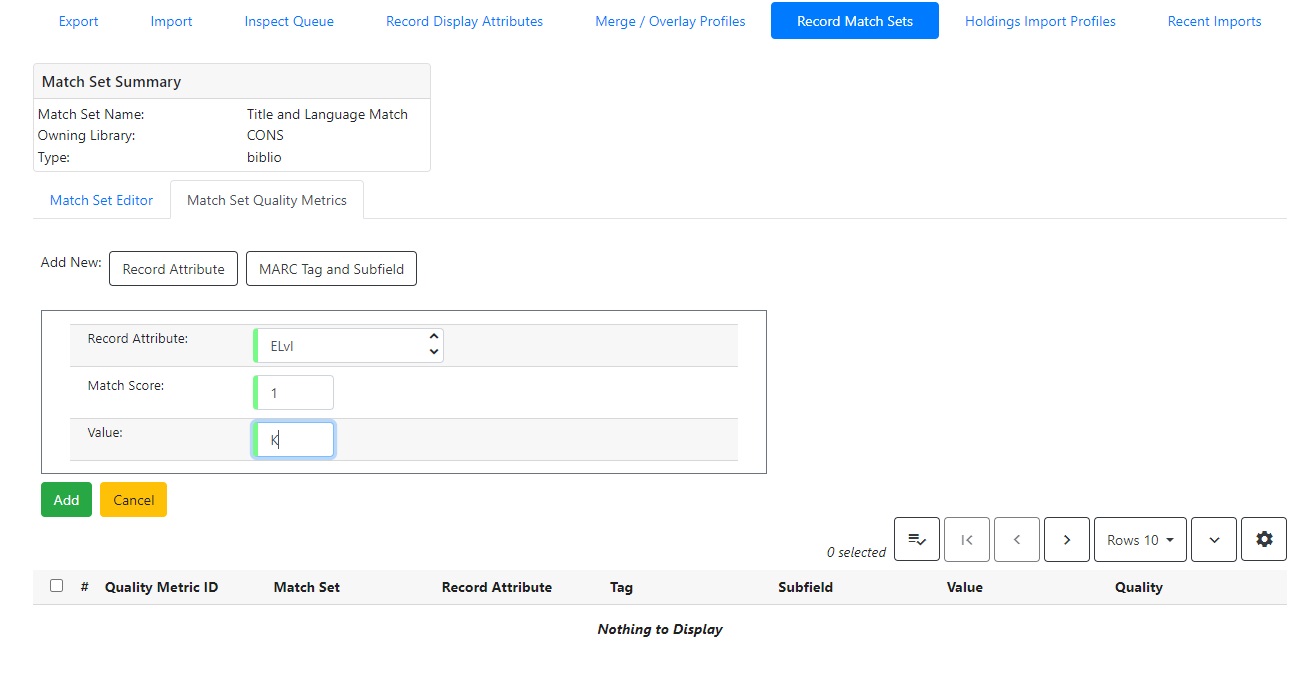 Export Import Inspect Queue Record Display Attributes Merge / Overlay Profiles Record Match Sets Holdings Import Profiles Recent Imports
Match Set Summary
Match Set Name: Title and Language Match
Owning Library: CONS
Type: biblio
Match Set Editor Match Set Quality Metrics
Add New: Record Attribute MARC Tag and Subfield
Record Attribute: ELvl
Match Score: 1
Value: K
Add Cancel
0 selected Rows 10
# Quality Metric ID Match Set Record Attribute Tag Subfield Value Quality
Nothing to Display